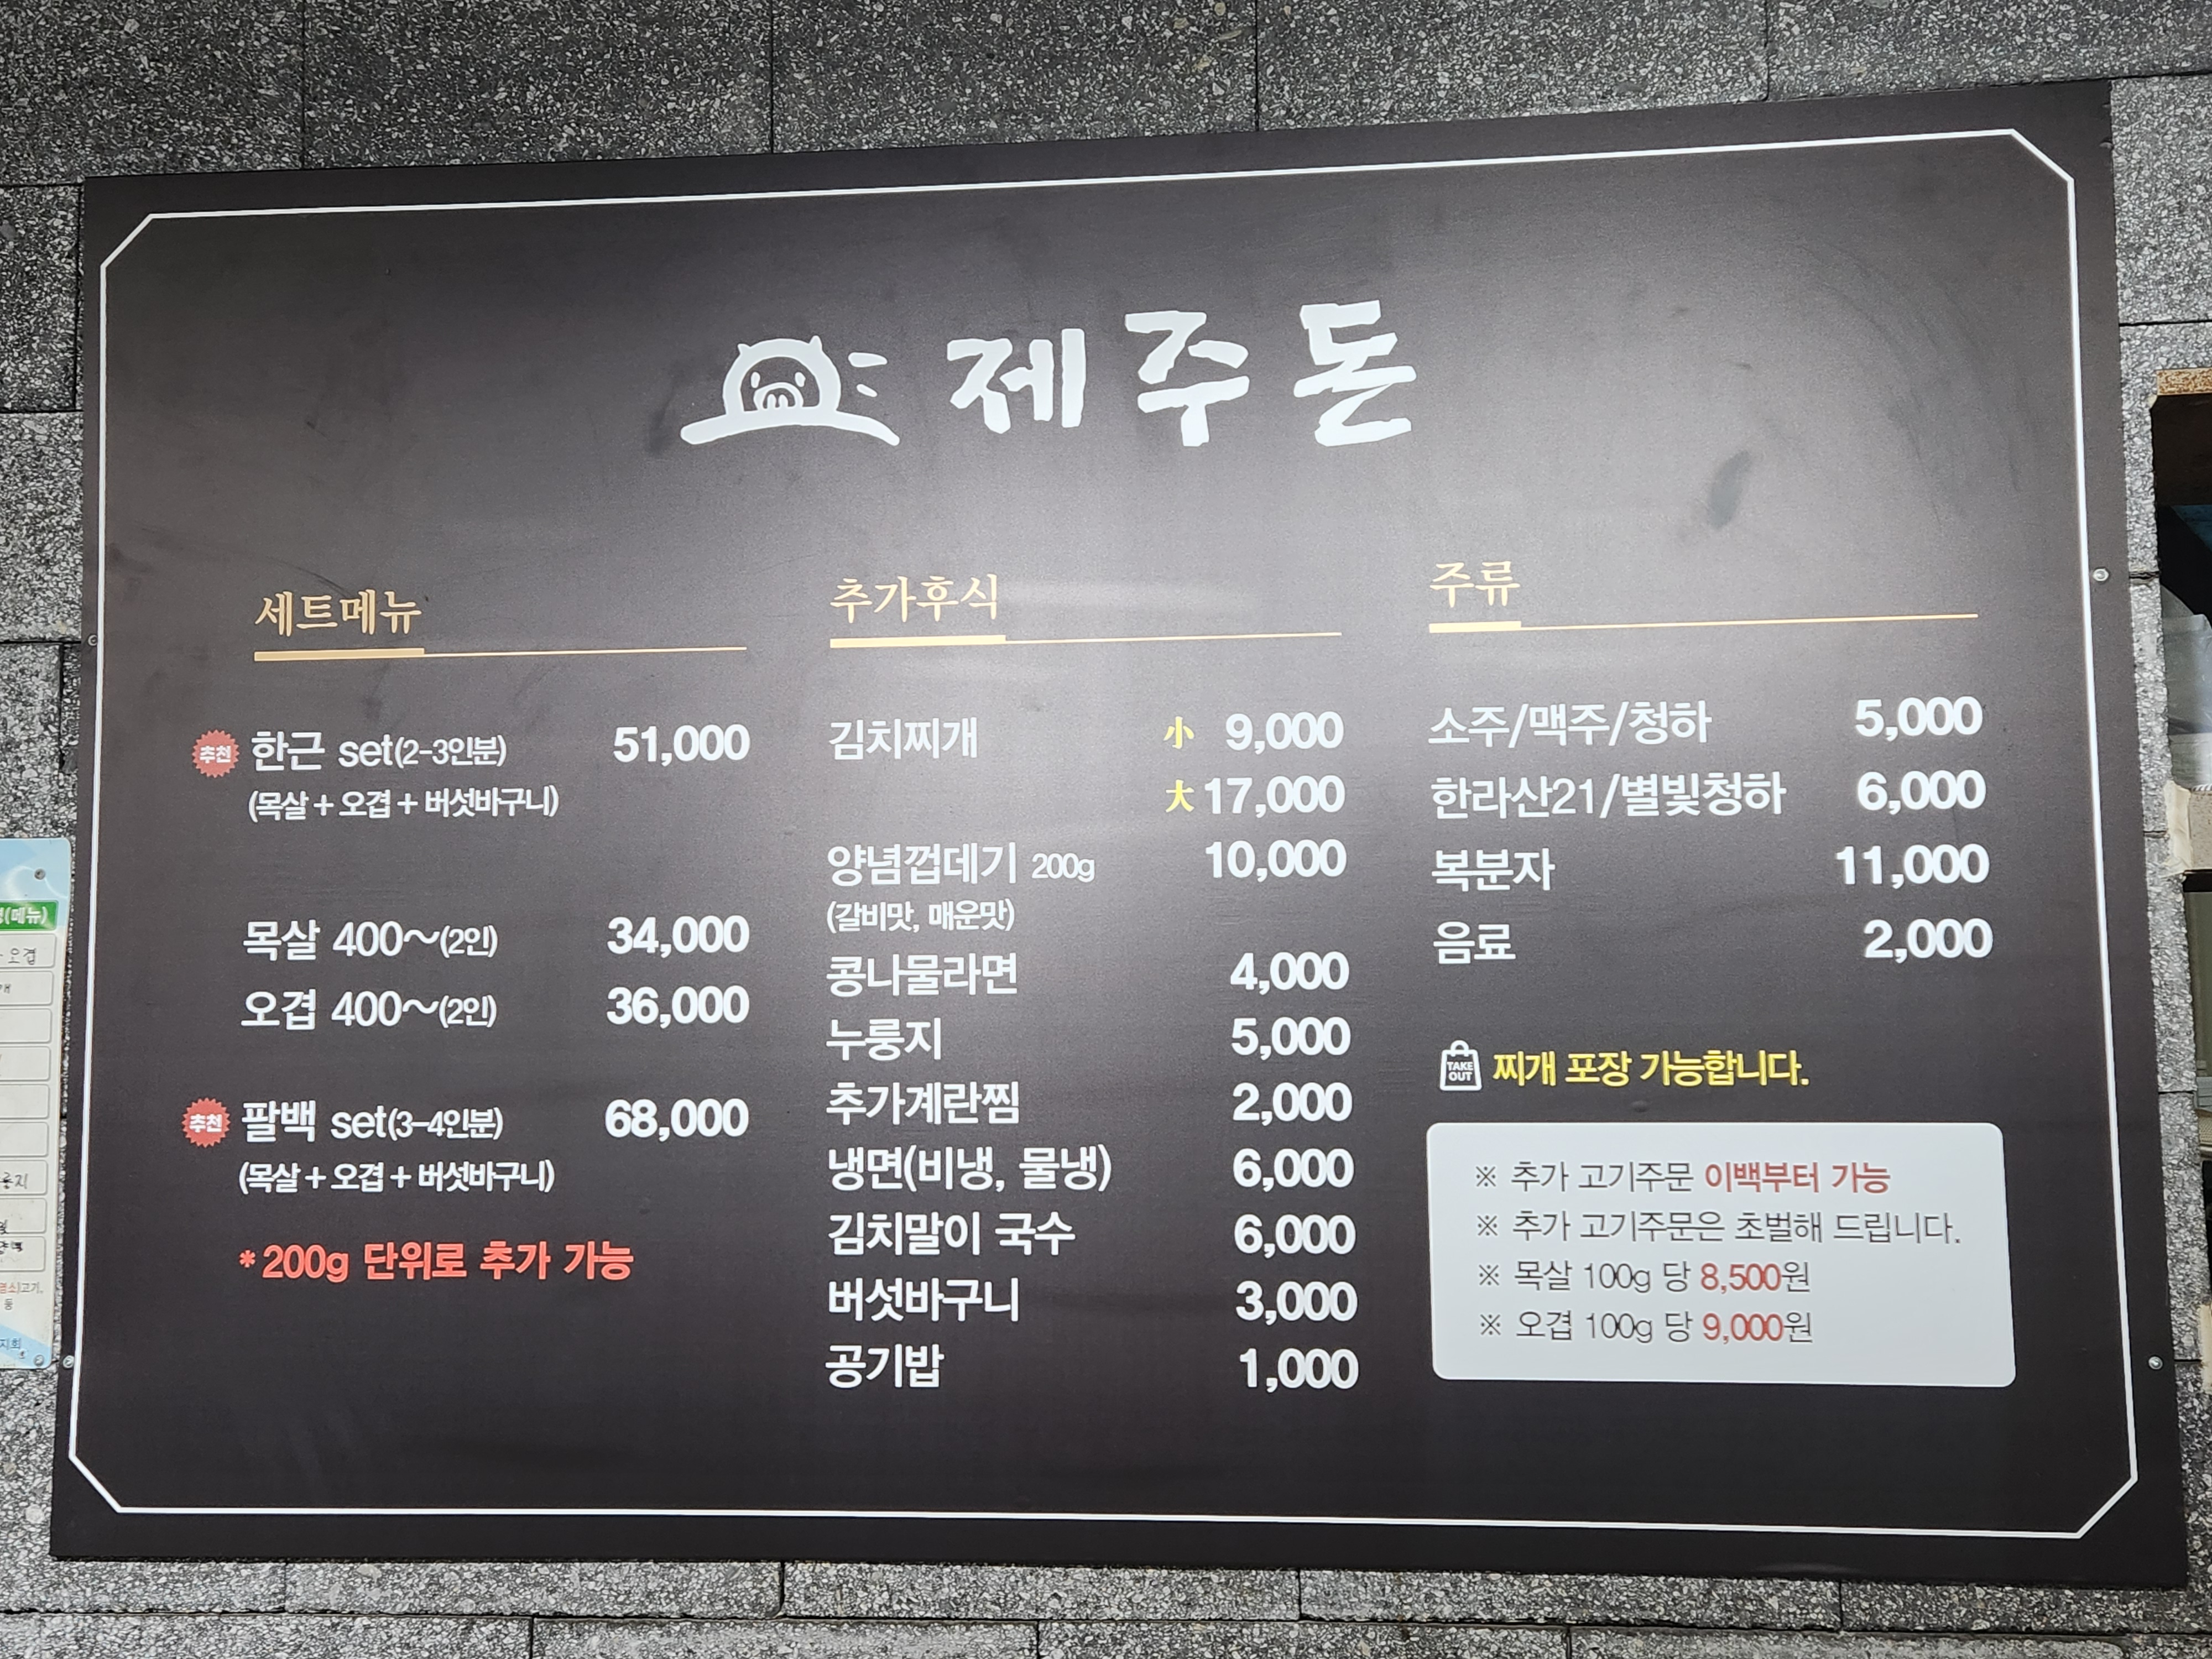 제주돈
세트메뉴
추천 한근 set(2-3인분) 51,000
(목살 + 오겹 + 버섯바구니)
목살 400~(2인) 34,000
오겹 400~(2인) 36,000
추천 팔백 set(3-4인분) 68,000
(목살 + 오겹 + 버섯바구니)
*200g 단위로 추가 가능
추가후식
김치찌개 小 9,000
大 17,000
양념껍데기 200g 10,000
(갈비맛, 매운맛)
콩나물라면 4,000
누룽지 5,000
추가계란찜 2,000
냉면(비냉, 물냉) 6,000
김치말이 국수 6,000
버섯바구니 3,000
공기밥 1,000
주류
소주/맥주/청하 5,000
한라산21/별빛청하 6,000
복분자 11,000
음료 2,000
TAKE
OUT
찌개 포장 가능합니다.
※ 추가 고기주문 이백부터 가능
※ 추가 고기주문은 초벌해 드립니다.
※ 목살 100g 당 8,500원
※ 오겹 100g 당 9,000원
(메뉴)
오겹